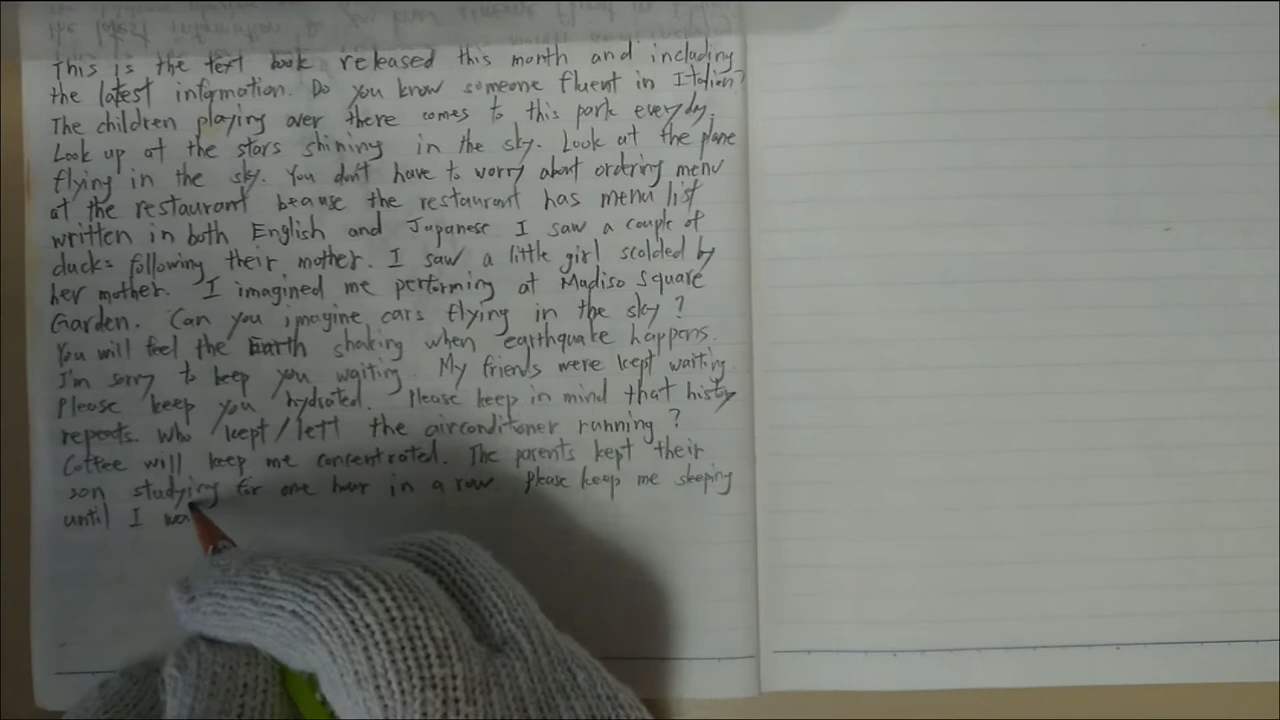 This is the text book released this month and including
the latest information. Do you know someone fluent in Italian?
The children playing over there comes to this park everyday.
Look up at the stars shining in the sky. Look at the plane
flying in the sky. You don't have to worry about ordering menu
at the restaurant beause the restaurant has menu list
written in both English and Japanese. I saw a couple of
ducks following their mother. I saw a little girl scolded by
her mother. I imagined me performing at Madiso Square
Garden. Can you imagine cars flying in the sky?
You will feel the Earth shaking when earthquake happens.
I'm sorry to keep you waiting. My friends were kept waiting.
Please keep you hydrated. Please keep in mind that history
repeats. Who kept/left the airconditoner running?
Coffee will keep me concentrated. The parents kept their
son studying for one hour in a row. Please keep me sleeping
until I wa